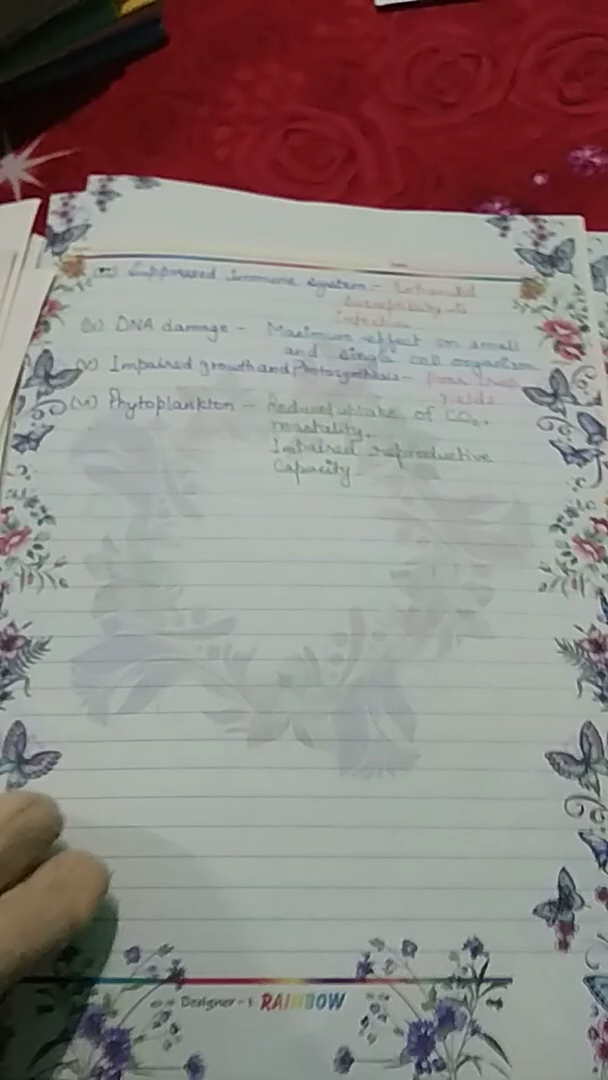 Suppressed Immune system:- Enhanced
Susceptibility to
Infection.
(iv) DNA damage - Maximum effect on small
and single cell organism
(v) Impaired growth and Photosynthesis - Poor crop
yields
(vi) Phytoplankton - Reduced uptake of CO2.
mortality.
Impaired reproductive
Capacity
Designer-1 RAINBOW